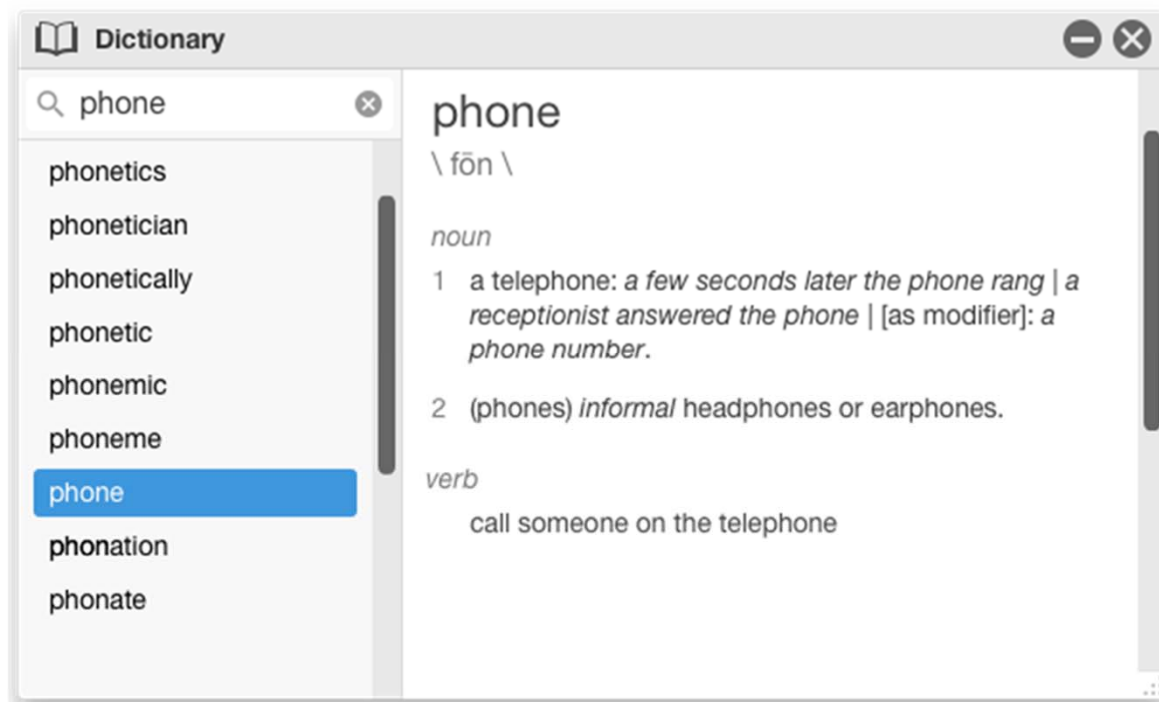 Dictionary
phone
phonetics
phonetician
phonetically
phonetic
phonemic
phoneme
phone
phonation
phonate
phone
\ fōn \
noun
1 a telephone: a few seconds later the phone rang | a
receptionist answered the phone | [as modifier]: a
phone number.
2 (phones) informal headphones or earphones.
verb
call someone on the telephone